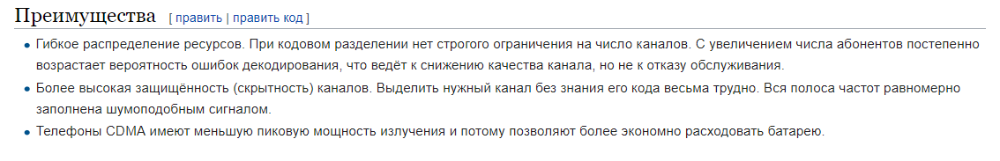 Преимущества [ править | править код ]
• Гибкое распределение ресурсов. При кодовом разделении нет строгого ограничения на число каналов. С увеличением числа абонентов постепенно
возрастает вероятность ошибок декодирования, что ведёт к снижению качества канала, но не к отказу обслуживания.
• Более высокая защищённость (скрытность) каналов. Выделить нужный канал без знания его кода весьма трудно. Вся полоса частот равномерно
заполнена шумоподобным сигналом.
• Телефоны CDMA имеют меньшую пиковую мощность излучения и потому позволяют более экономно расходовать батарею.